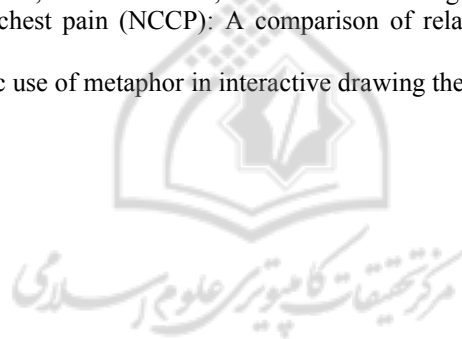 chest pain (NCCP): A comparison of rela
c use of metaphor in interactive drawing the
مرکز تحقیقات کامپیوتری علوم اسلامی